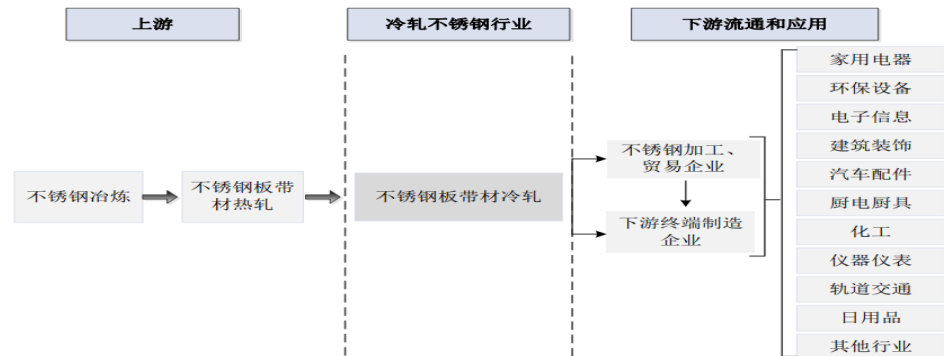 上游
冷轧不锈钢行业
下游流通和应用
不锈钢冶炼
不锈钢板带
材热轧
不锈钢板带材冷轧
不锈钢加工、
贸易企业
下游终端制造
企业
家用电器
环保设备
电子信息
建筑装饰
汽车配件
厨电厨具
化工
仪器仪表
轨道交通
日用品
其他行业